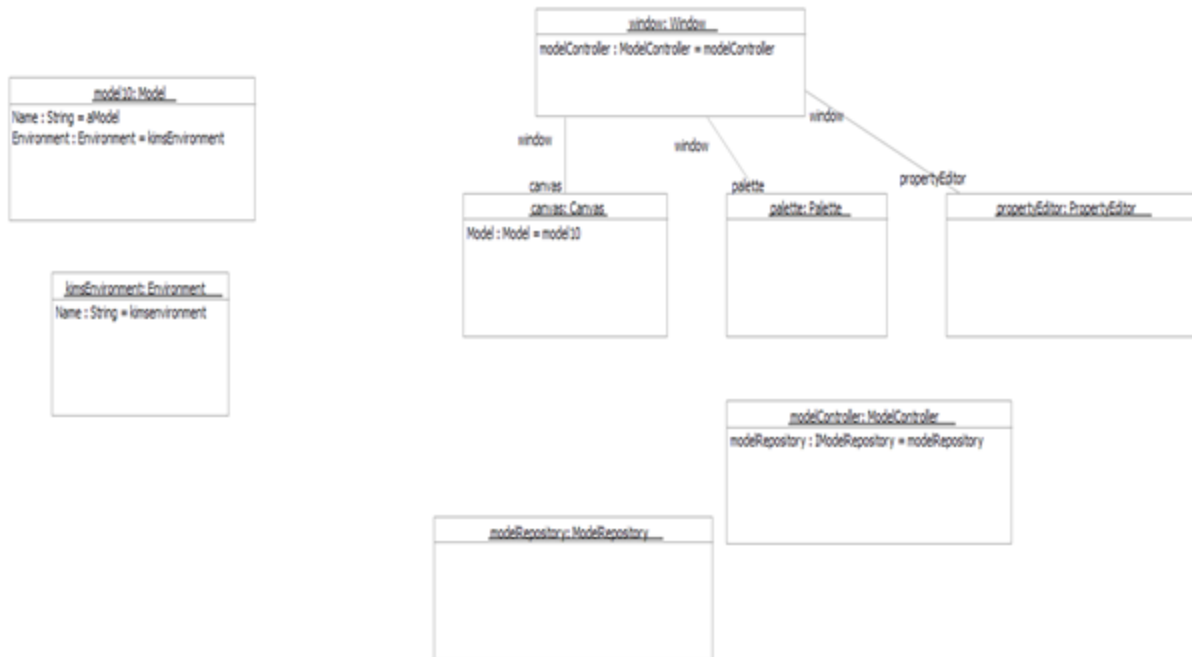 window: Window
modelController : ModelController = modelController
model10: Model
Name : String = aModel
Environment : Environment = kimsEnvironment
window
window
window
canvas
palette
propertyEditor
canvas: Canvas
Model : Model = model10
palette: Palette
propertyEditor: PropertyEditor
kimsEnvironment: Environment
Name : String = kimsenvironment
modelController: ModelController
modelRepository : IModelRepository = modelRepository
modelRepository: ModelRepository